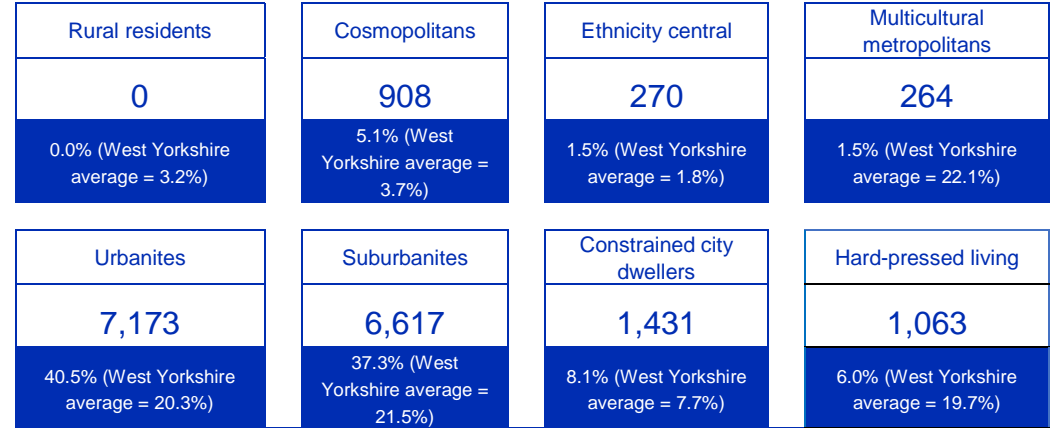 Rural residents
0
0.0% (West Yorkshire
average = 3.2%)
Cosmopolitans
908
5.1% (West
Yorkshire average =
3.7%)
Ethnicity central
270
1.5% (West Yorkshire
average = 1.8%)
Multicultural
metropolitans
264
1.5% (West Yorkshire
average = 22.1%)
Urbanites
7,173
40.5% (West Yorkshire
average = 20.3%)
Suburbanites
6,617
37.3% (West
Yorkshire average =
21.5%)
Constrained city
dwellers
1,431
8.1% (West Yorkshire
average = 7.7%)
Hard-pressed living
1,063
6.0% (West Yorkshire
average = 19.7%)